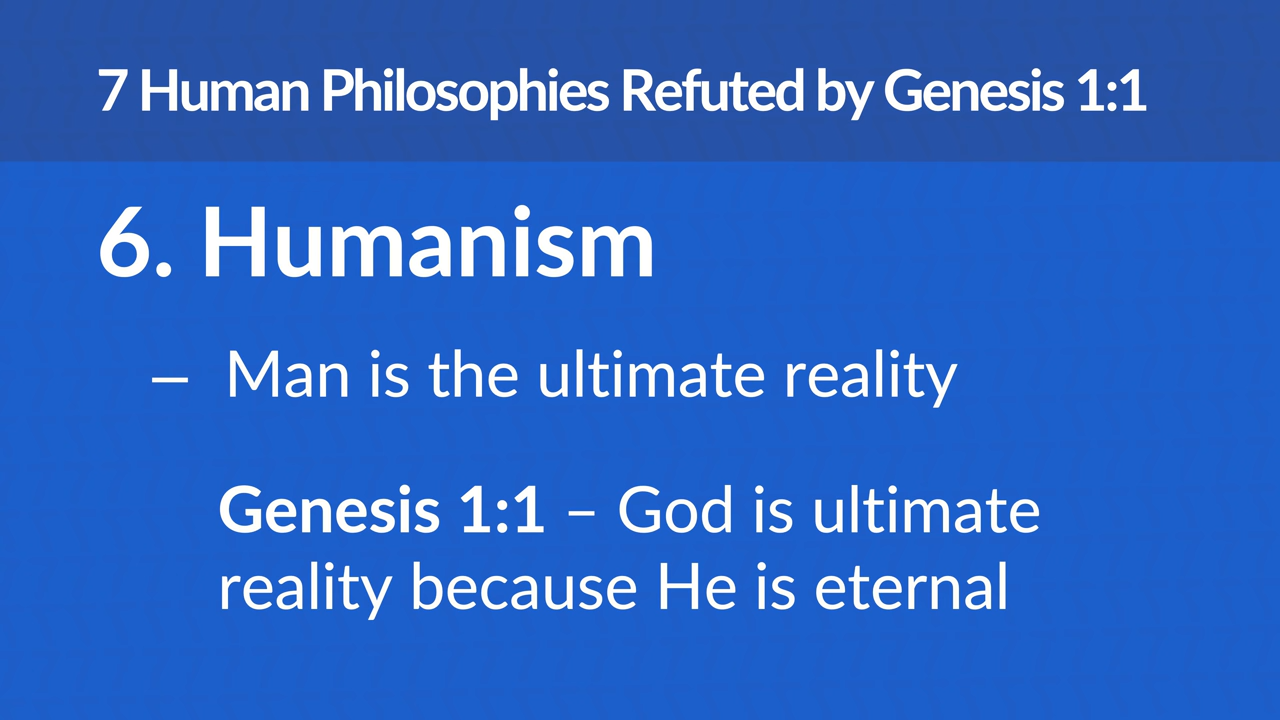 7 Human Philosophies Refuted by Genesis 1:1
6. Humanism
– Man is the ultimate reality
Genesis 1:1 – God is ultimate
reality because He is eternal